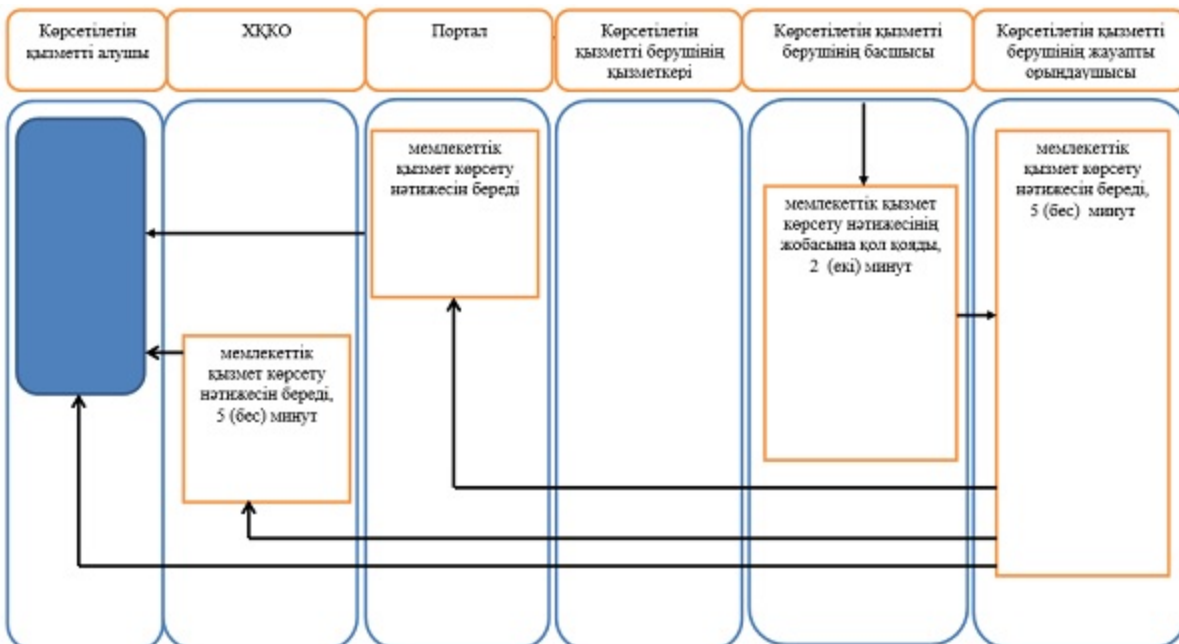 Көрсетілетін
қызметті алушы
ХҚКО
Портал
Көрсетілетін
қызметті берушінің
қызметкері
Көрсетілетін қызметті
берушінің басшысы
Көрсетілетін қызметті
берушінің жауапты
орындаушысы
мемлекеттік
қызмет көрсету
нәтижесін береді
мемлекеттік қызмет
көрсету нәтижесінің
жобасына қол қояды,
2 (екі) минут
мемлекеттік
қызмет көрсету
нәтижесін береді,
5 (бес) минут
мемлекеттік
қызмет көрсету
нәтижесін береді,
5 (бес) минут